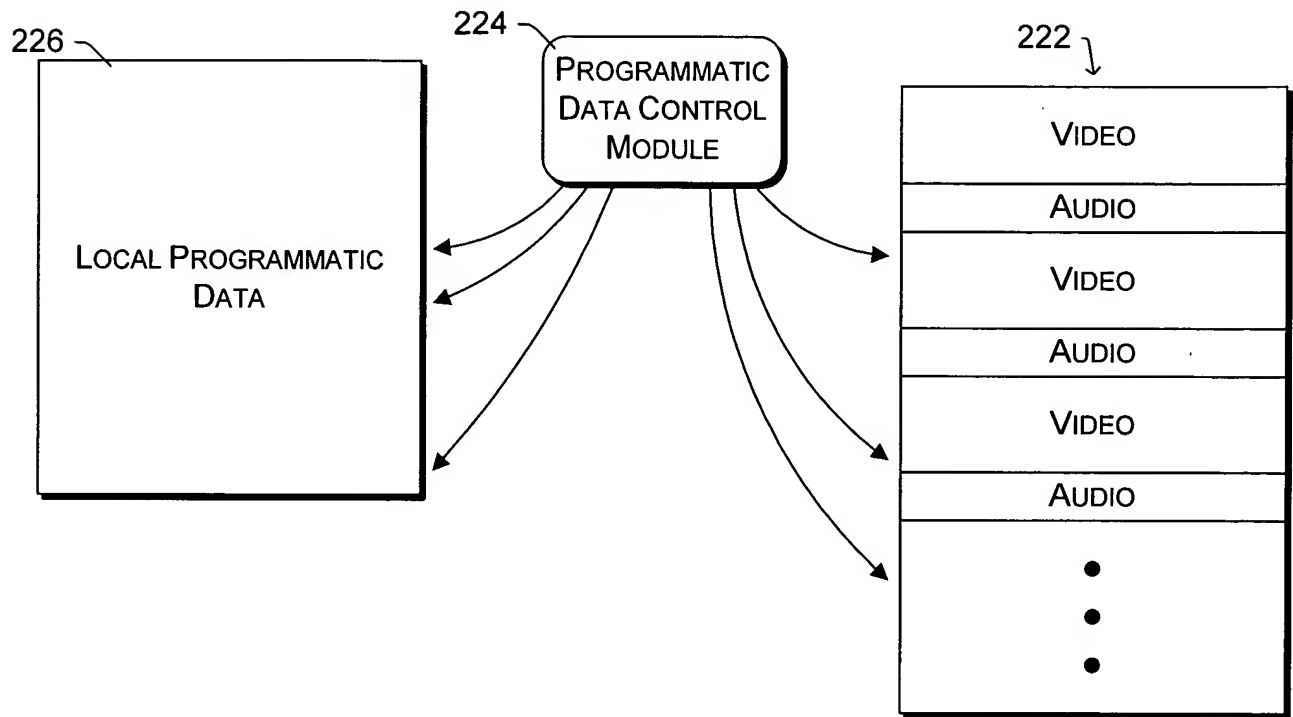 226
LOCAL PROGRAMMATIC
DATA
224
PROGRAMMATIC
DATA CONTROL
MODULE
222
VIDEO
AUDIO
VIDEO
AUDIO
VIDEO
AUDIO